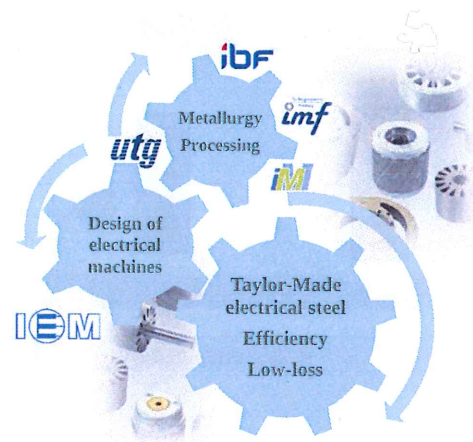 ibf
Metallurgy
Processing
imf
utg
iM
Design of
electrical
machines
IEM
Taylor-Made
electrical steel
Efficiency
Low-loss